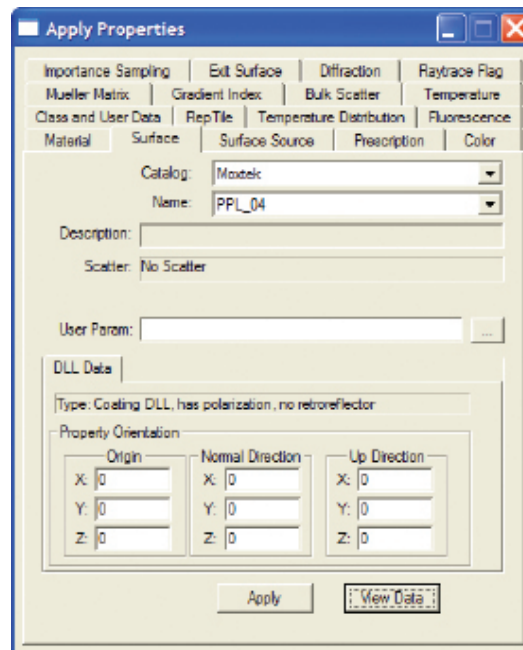 Apply Properties
Importance Sampling Exit Surface Diffraction Raytrace Flag
Mueller Matrix Gradient Index Bulk Scatter Temperature
Class and User Data RepTile Temperature Distribution Fluorescence
Material Surface Surface Source Prescription Color
Catalog: Moxtek
Name: PPL_04
Description:
Scatter: No Scatter
User Param: ...
DLL Data
Type: Coating DLL, has polarization, no retroreflector
Property Orientation
Origin Normal Direction Up Direction
X: 0 X: 0 X: 0
Y: 0 Y: 0 Y: 0
Z: 0 Z: 0 Z: 0
Apply View Data